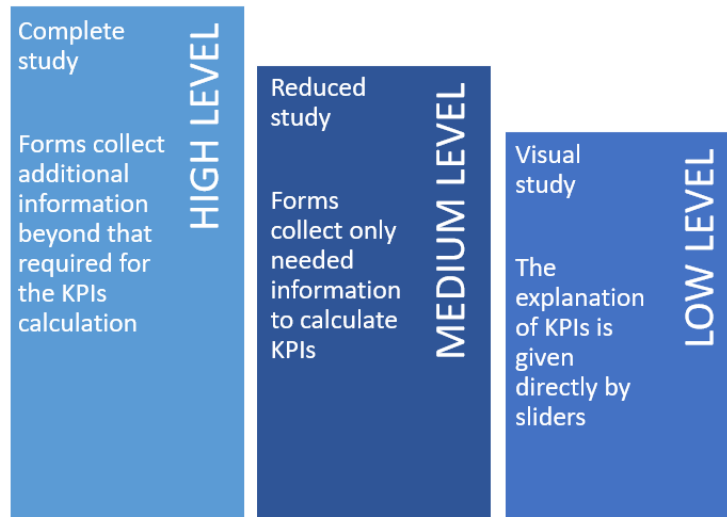 Complete
study
Forms collect
additional
information
beyond that
required for
the KPIs
calculation
HIGH LEVEL
Reduced
study
Forms
collect only
needed
information
to calculate
KPIs
MEDIUM LEVEL
Visual
study
The
explanation
of KPIs is
given
directly by
sliders
LOW LEVEL